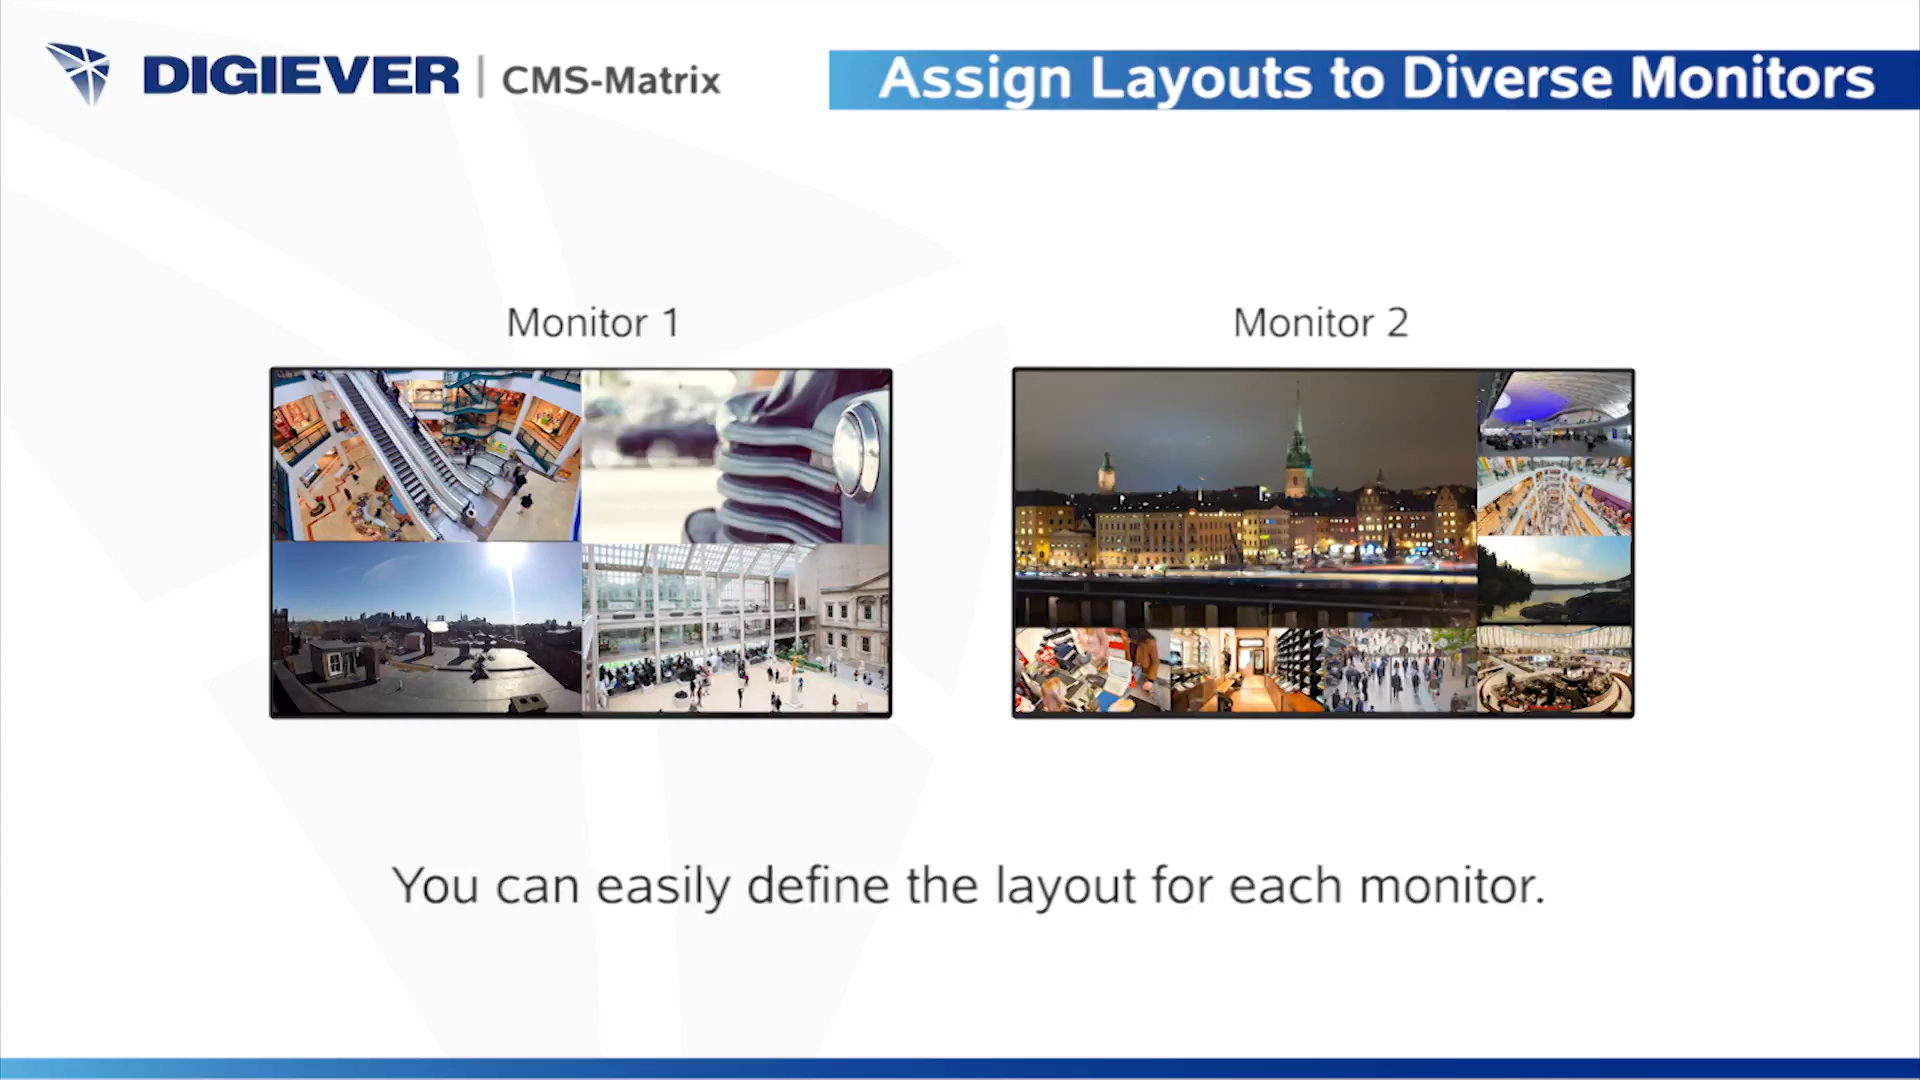 DIGIEVER | CMS-Matrix
Assign Layouts to Diverse Monitors
Monitor 1
Monitor 2
You can easily define the layout for each monitor.